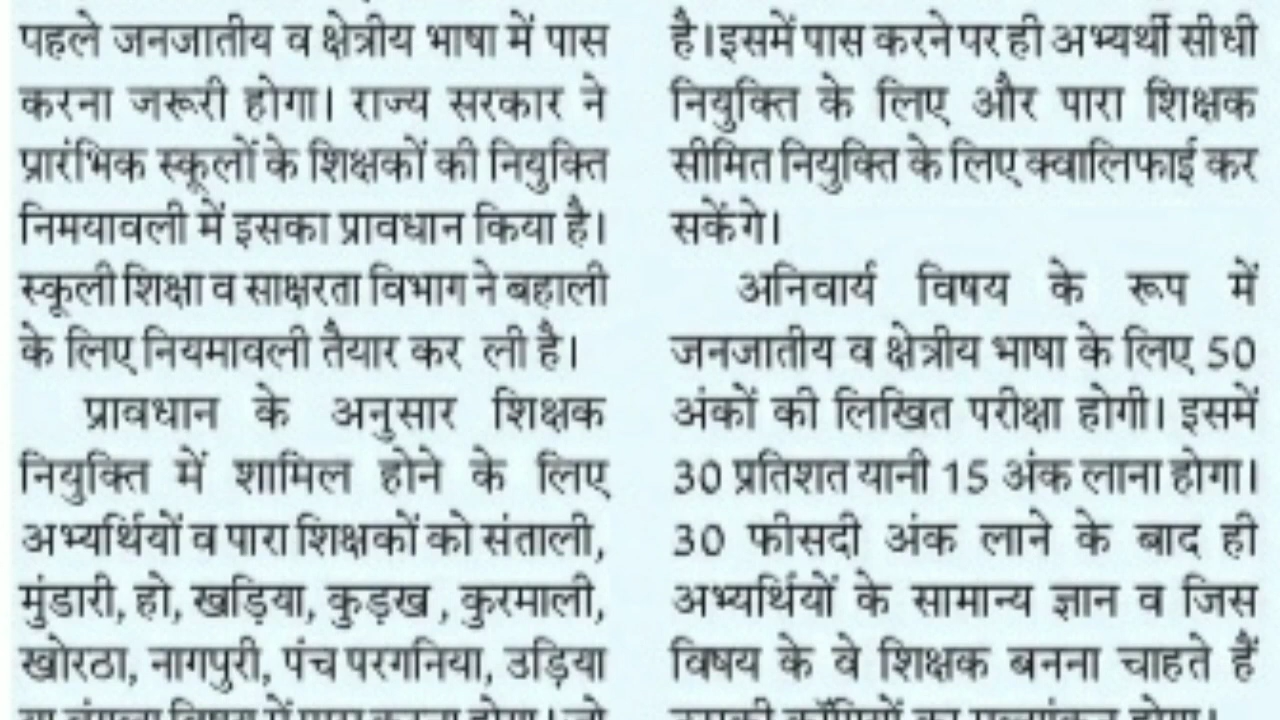 पहले जनजातीय व क्षेत्रीय भाषा में पास
करना जरूरी होगा। राज्य सरकार ने
प्रारंभिक स्कूलों के शिक्षकों की नियुक्ति
निमयावली में इसका प्रावधान किया है।
स्कूली शिक्षा व साक्षरता विभाग ने बहाली
के लिए नियमावली तैयार कर ली है।
प्रावधान के अनुसार शिक्षक
नियुक्ति में शामिल होने के लिए
अभ्यर्थियों व पारा शिक्षकों को संताली,
मुंडारी, हो, खड़िया, कुड़ख , कुरमाली,
खोरठा, नागपुरी, पंच परगनिया, उड़िया
है। इसमें पास करने पर ही अभ्यर्थी सीधी
नियुक्ति के लिए और पारा शिक्षक
सीमित नियुक्ति के लिए क्वालिफाई कर
सकेंगे।
अनिवार्य विषय के रूप में
जनजातीय व क्षेत्रीय भाषा के लिए 50
अंकों की लिखित परीक्षा होगी। इसमें
30 प्रतिशत यानी 15 अंक लाना होगा।
30 फीसदी अंक लाने के बाद ही
अभ्यर्थियों के सामान्य ज्ञान व जिस
विषय के वे शिक्षक बनना चाहते हैं